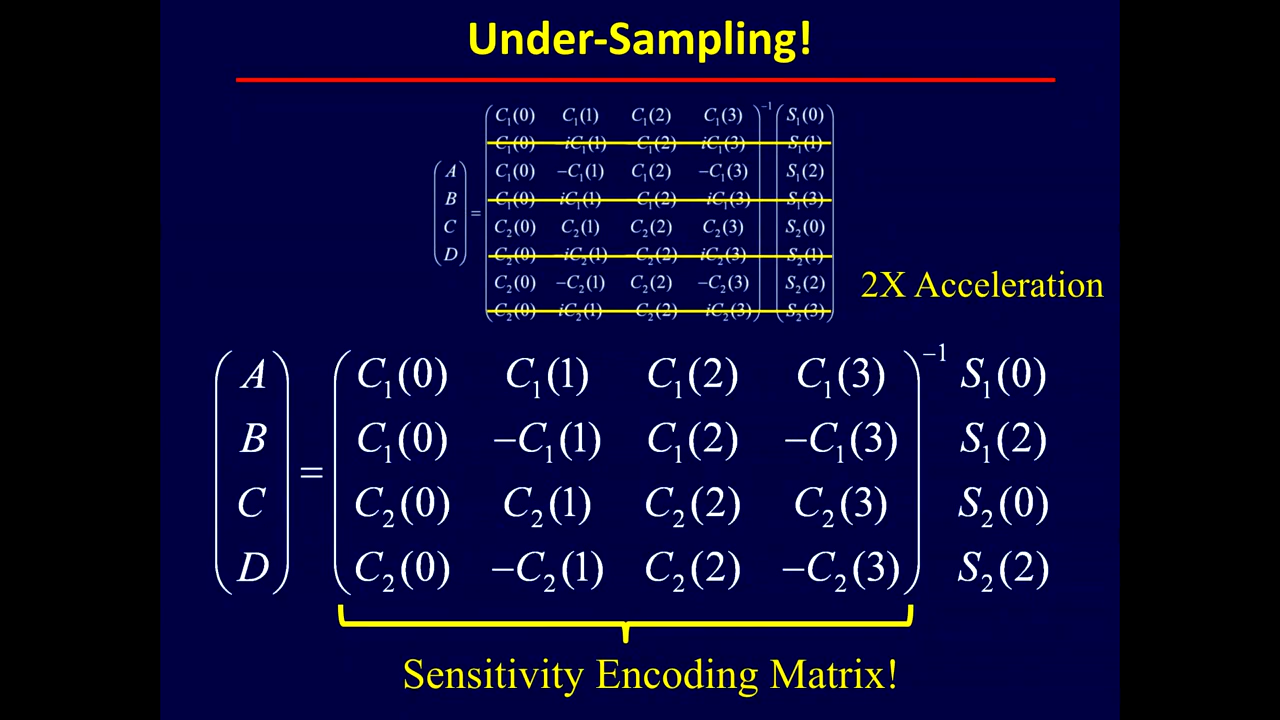 Under-Sampling!
C₁(0) C₁(1) C₁(2) C₁(3) ⁻¹ S₁(0)
C₁(0) −iC₁(1) −C₁(2) iC₁(3) S₁(1)
A C₁(0) −C₁(1) C₁(2) −C₁(3) S₁(2)
B C₁(0) iC₁(1) −C₁(2) iC₁(3) S₁(3)
C = C₂(0) C₂(1) C₂(2) C₂(3) S₂(0)
D C₂(0) −iC₂(1) −C₂(2) iC₂(3) S₂(1)
C₂(0) −C₂(1) C₂(2) −C₂(3) S₂(2)
C₂(0) iC₂(1) C₂(2) iC₂(3) S₂(3)
2X Acceleration
A C₁(0) C₁(1) C₁(2) C₁(3) ⁻¹ S₁(0)
B C₁(0) −C₁(1) C₁(2) −C₁(3) S₁(2)
C = C₂(0) C₂(1) C₂(2) C₂(3) S₂(0)
D C₂(0) −C₂(1) C₂(2) −C₂(3) S₂(2)
Sensitivity Encoding Matrix!